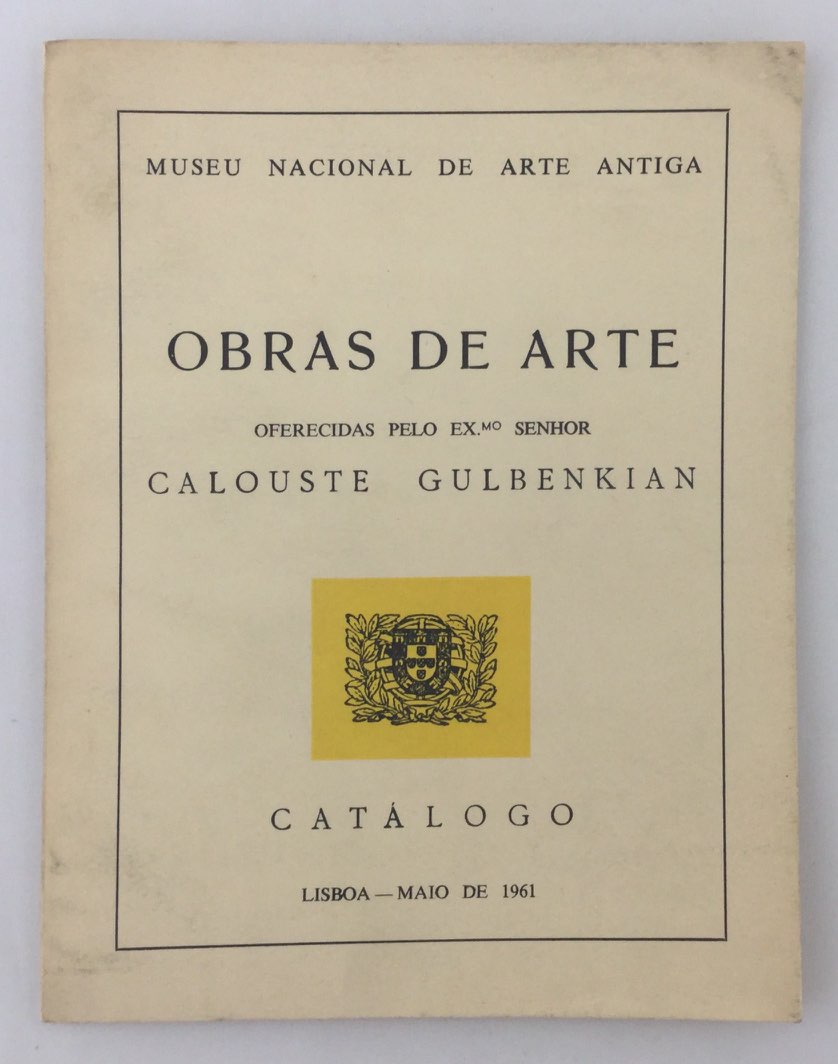 MUSEU NACIONAL DE ARTE ANTIGA
OBRAS DE ARTE
OFERECIDAS PELO EX.ᴹᴼ SENHOR
CALOUSTE GULBENKIAN
CATÁLOGO
LISBOA — MAIO DE 1961